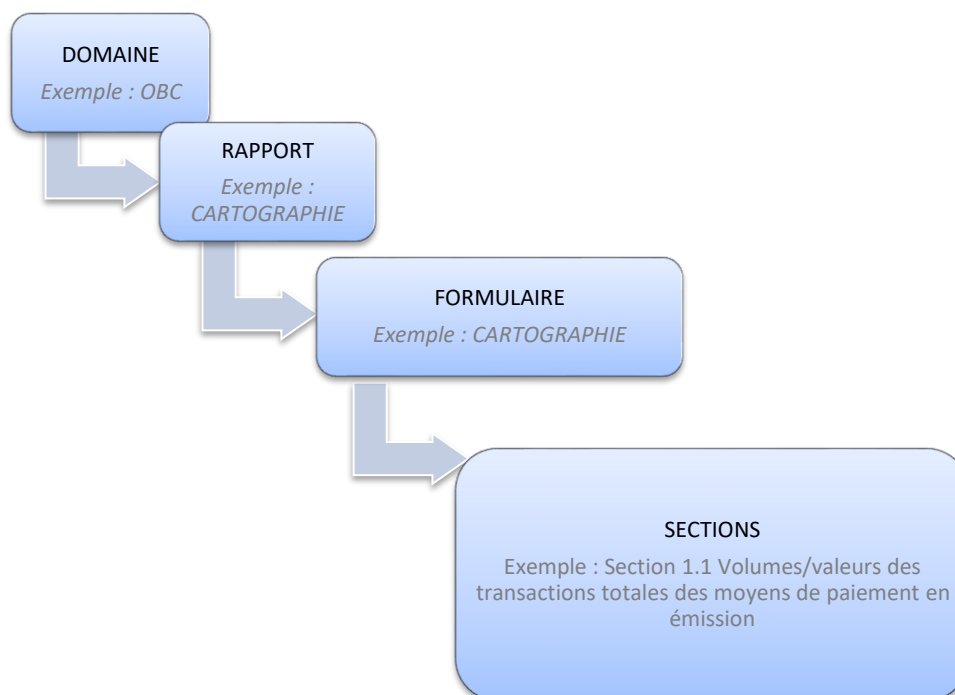 DOMAINE
Exemple : OBC
RAPPORT
Exemple :
CARTOGRAPHIE
FORMULAIRE
Exemple : CARTOGRAPHIE
SECTIONS
Exemple : Section 1.1 Volumes/valeurs des
transactions totales des moyens de paiement en
émission